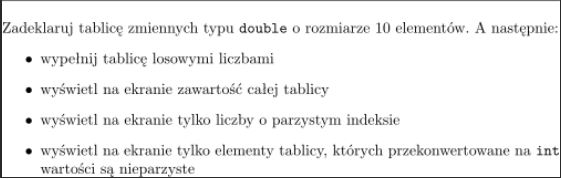 Zadeklaruj tablicę zmiennych typu double o rozmiarze 10 elementów. A następnie:
• wypełnij tablicę losowymi liczbami
• wyświetl na ekranie zawartość całej tablicy
• wyświetl na ekranie tylko liczby o parzystym indeksie
• wyświetl na ekranie tylko elementy tablicy, których przekonwertowane na int
wartości są nieparzyste